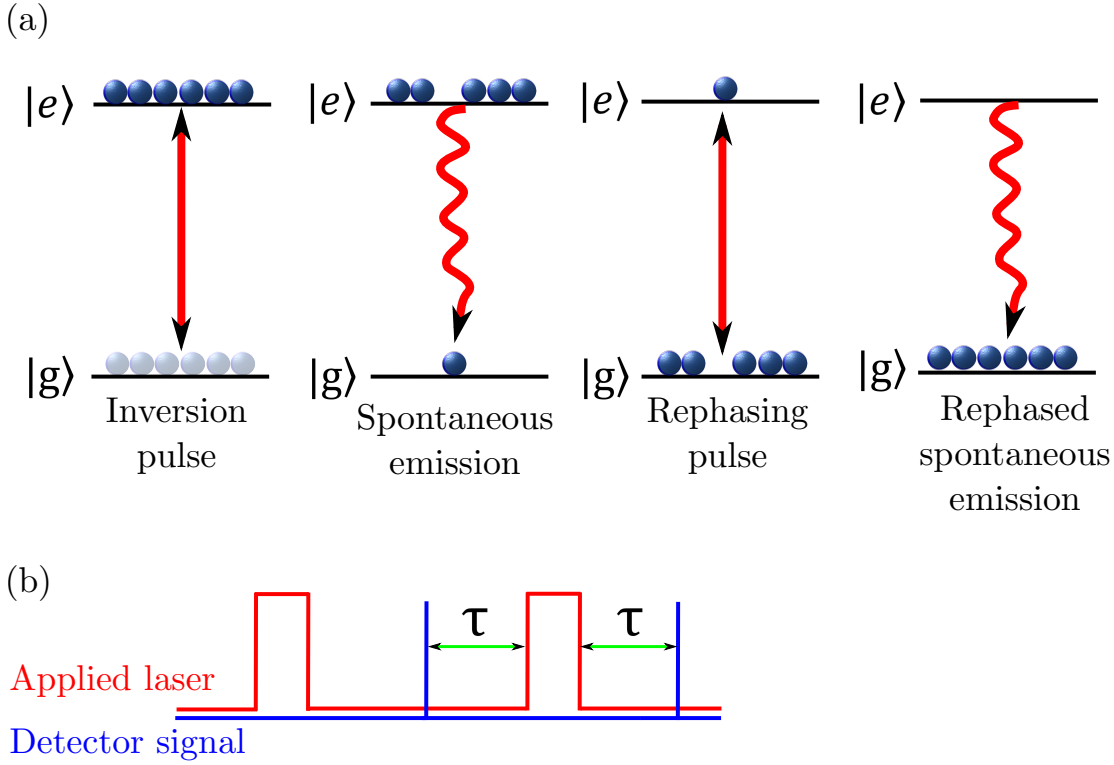 (a)
|e⟩ |e⟩ |e⟩ |e⟩
|g⟩ |g⟩ |g⟩ |g⟩
Inversion
pulse
Spontaneous
emission
Rephasing
pulse
Rephased
spontaneous
emission
(b)
τ τ
Applied laser
Detector signal